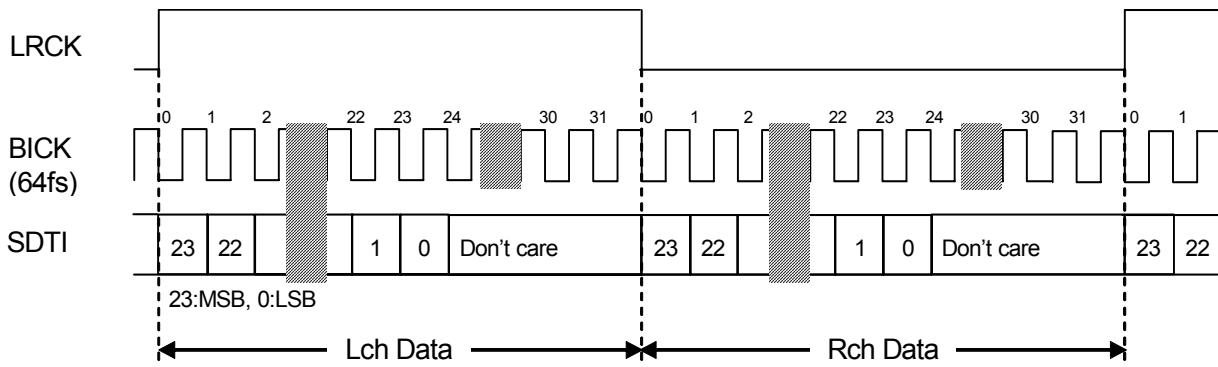 LRCK
0 1 2 22 23 24 30 31 0 1 2 22 23 24 30 31 0 1
BICK
(64fs)
SDTI 23 22 1 0 Don't care 23 22 1 0 Don't care 23 22
23:MSB, 0:LSB
Lch Data Rch Data